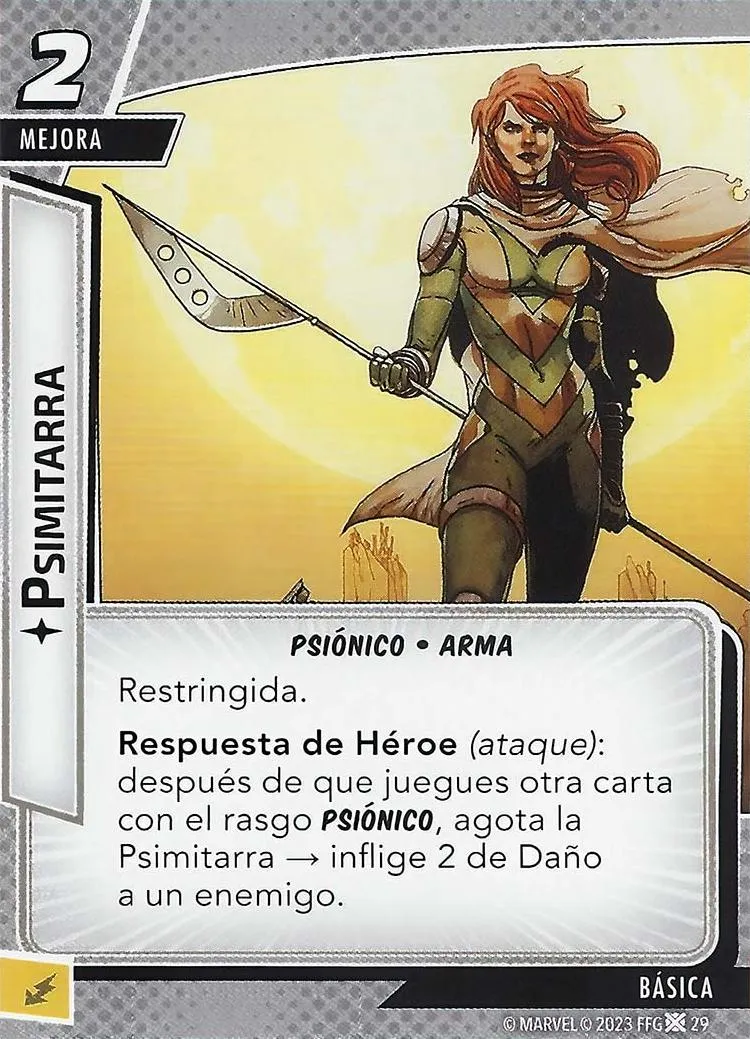 2
MEJORA
PSIMITARRA
PSIÓNICO • ARMA
Restringida.
Respuesta de Héroe (ataque):
después de que juegues otra carta
con el rasgo PSIÓNICO, agota la
Psimitarra → inflige 2 de Daño
a un enemigo.
BÁSICA
© MARVEL © 2023 FFG 29